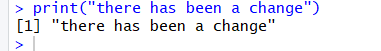 > print("there has been a change")
[1] "there has been a change"
>